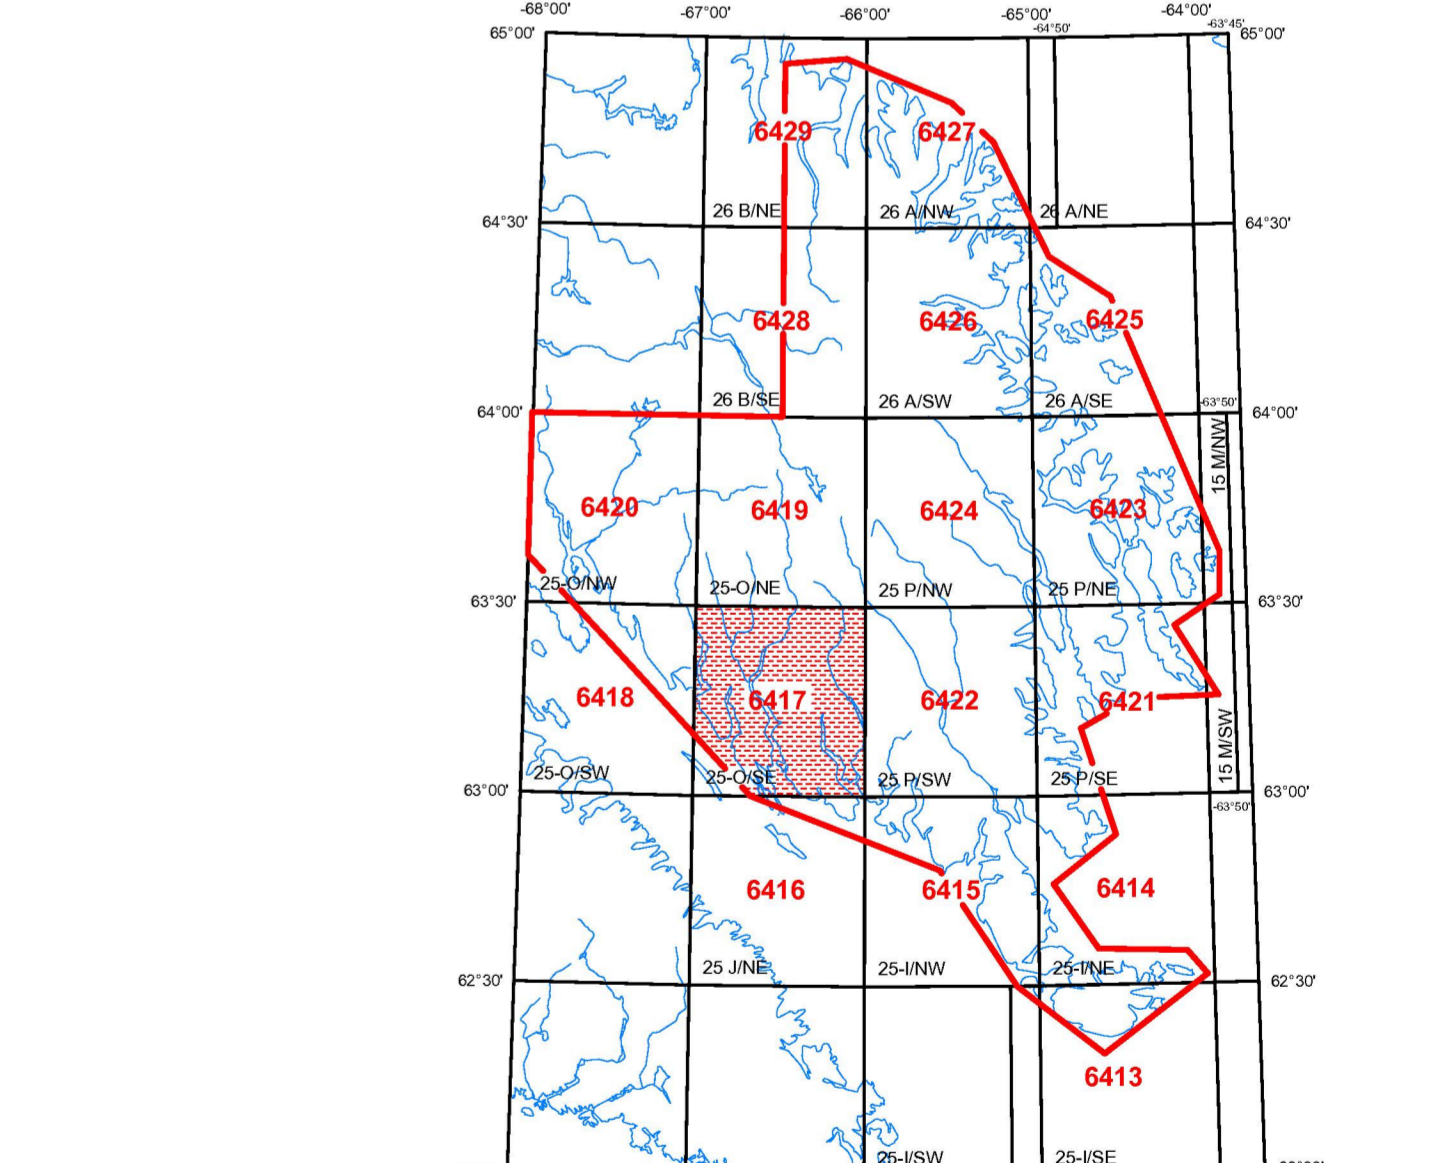 -68°00' -67°00' -66°00' -65°00' -64°00'
-64°50' -63°45'
65°00' 65°00'
6429 6427
26 B/NE 26 A/NW 26 A/NE
64°30' 64°30'
6428 6426 6425
26 B/SE 26 A/SW 26 A/SE -63°50'
64°00' 64°00'
15 M/NW
6420 6419 6424 6423
25-O/NW 25-O/NE 25 P/NW 25 P/NE
63°30' 63°30'
6418 6417 6422 6421
15 M/SW
25-O/SW 25-O/SE 25 P/SW 25 P/SE
63°00' 63°00'
-63°50'
6416 6415 6414
25 J/NE 25-I/NW 25-I/NE
62°30' 62°30'
6413
25-I/SW 25-I/SE